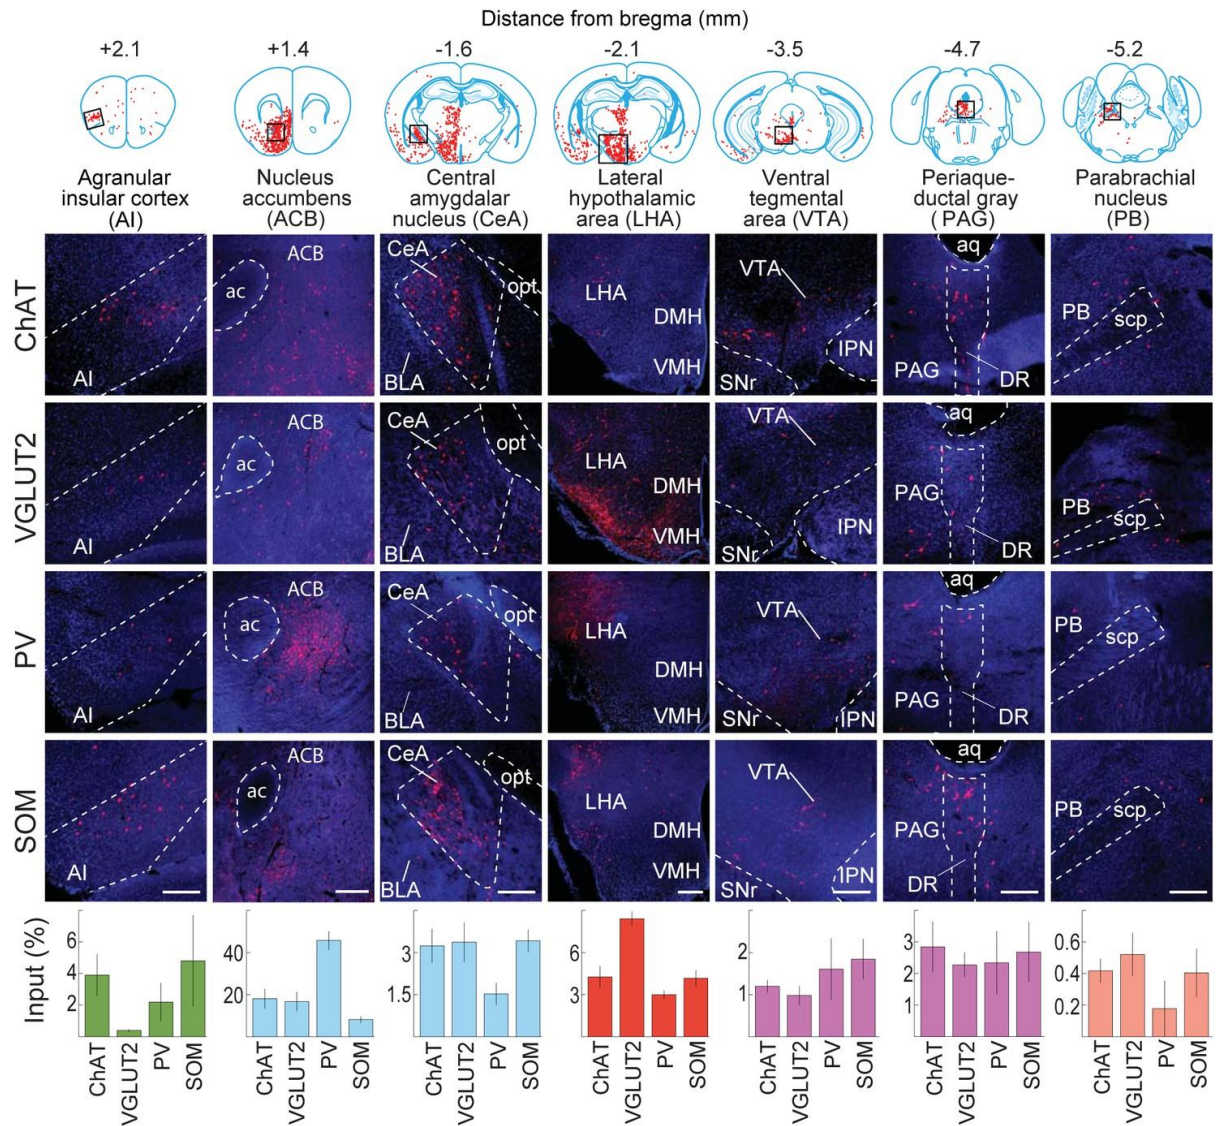 Distance from bregma (mm)
+2.1 +1.4 -1.6 -2.1 -3.5 -4.7 -5.2
Agranular insular cortex (AI)
Nucleus accumbens (ACB)
Central amygdalar nucleus (CeA)
Lateral hypothalamic area (LHA)
Ventral tegmental area (VTA)
Periaque-ductal gray (PAG)
Parabrachial nucleus (PB)
ChAT
AI
ACB
ac
CeA
opt
BLA
LHA
DMH
VMH
VTA
IPN
SNr
aq
PAG
DR
PB
scp
VGLUT2
AI
ACB
ac
CeA
opt
BLA
LHA
DMH
VMH
VTA
IPN
SNr
aq
PAG
DR
PB
scp
PV
AI
ACB
ac
CeA
opt
BLA
LHA
DMH
VMH
VTA
SNr
IPN
aq
PAG
DR
PB
scp
SOM
AI
ACB
ac
CeA
opt
BLA
LHA
DMH
VMH
VTA
SNr
IPN
aq
PAG
DR
PB
scp
Input (%)
6
4
2
ChAT
VGLUT2
PV
SOM
40
20
ChAT
VGLUT2
PV
SOM
3
1.5
ChAT
VGLUT2
PV
SOM
6
3
ChAT
VGLUT2
PV
SOM
2
1
ChAT
VGLUT2
PV
SOM
3
2
1
ChAT
VGLUT2
PV
SOM
0.6
0.4
0.2
ChAT
VGLUT2
PV
SOM